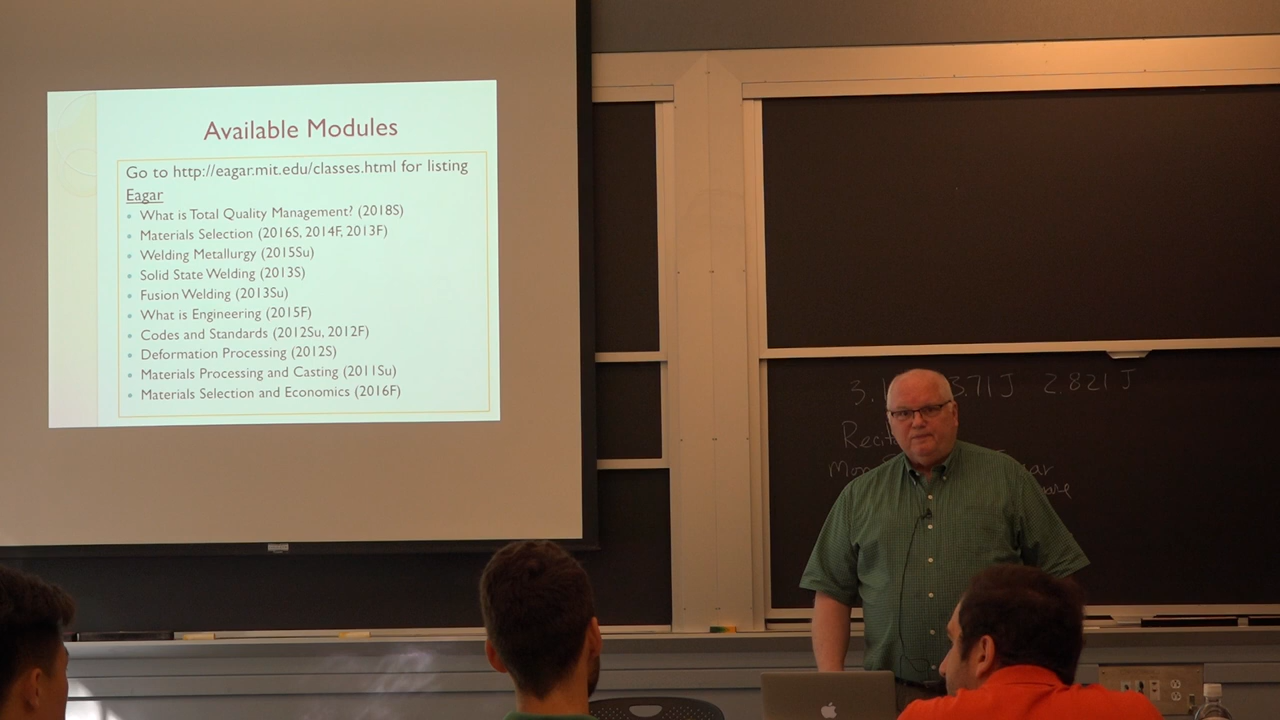 Available Modules
Go to http://eagar.mit.edu/classes.html for listing
Eagar
• What is Total Quality Management? (2018S)
• Materials Selection (2016S, 2014F, 2013F)
• Welding Metallurgy (2015Su)
• Solid State Welding (2013S)
• Fusion Welding (2013Su)
• What is Engineering (2015F)
• Codes and Standards (2012Su, 2012F)
• Deformation Processing (2012S)
• Materials Processing and Casting (2011Su)
• Materials Selection and Economics (2016F)
3.71J 2.821J